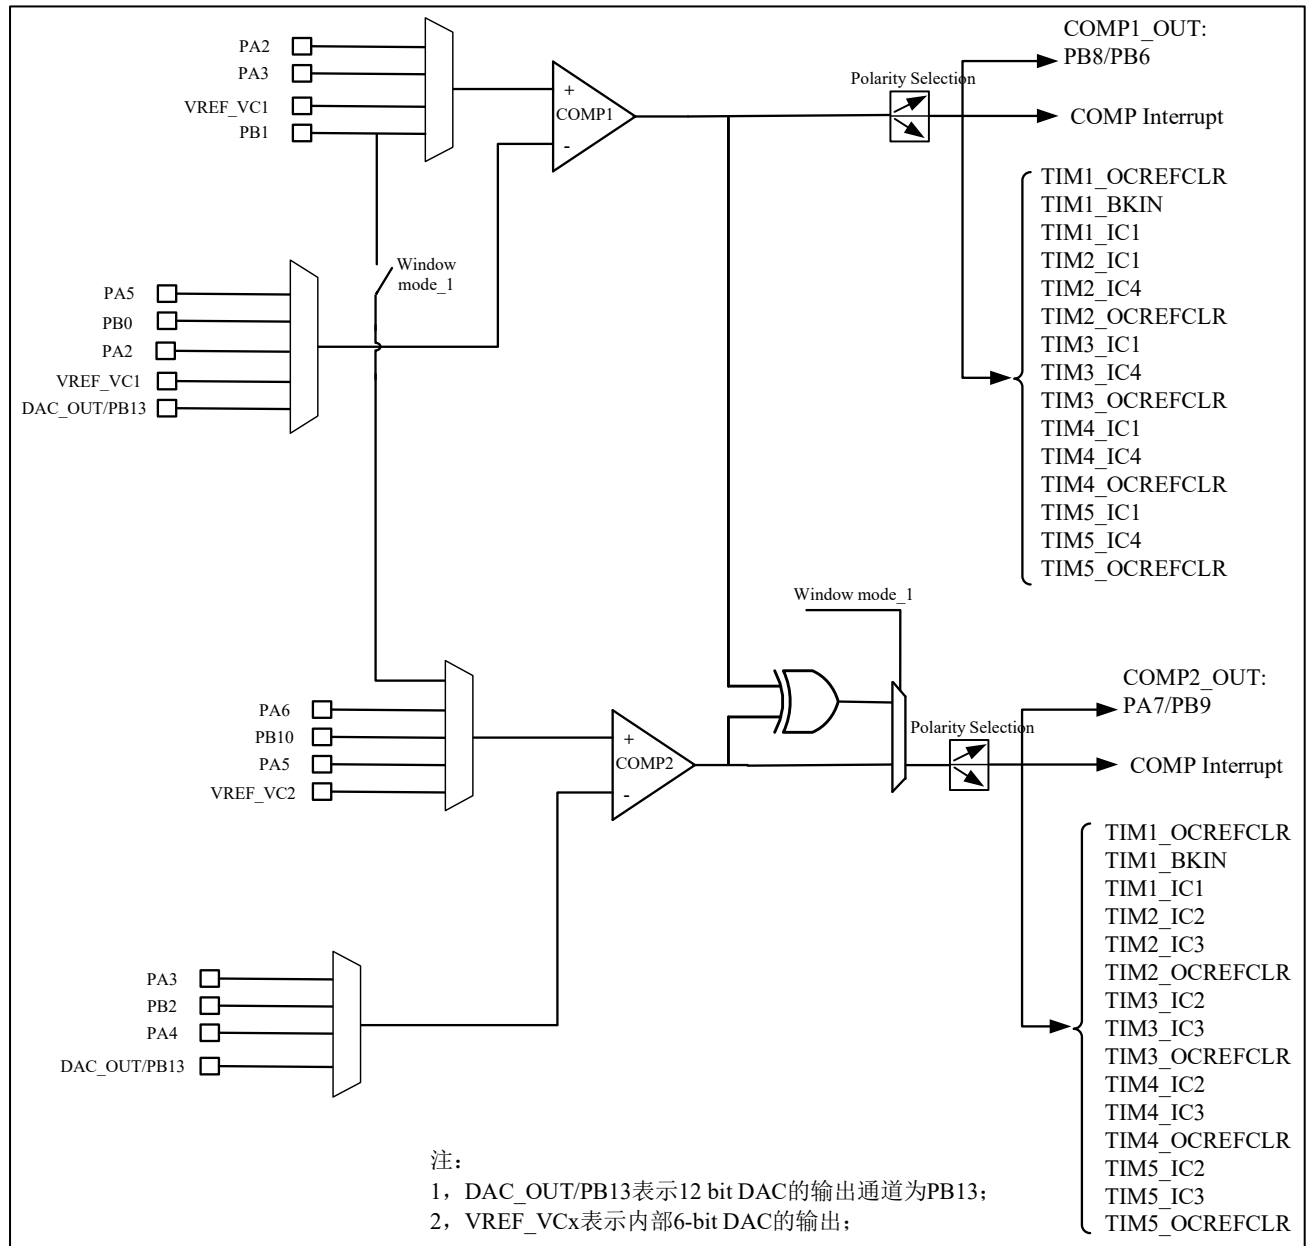 COMP1_OUT:
PB8/PB6
PA2
PA3
VREF_VC1
PB1
+
COMP1
-
Polarity Selection
COMP Interrupt
TIM1_OCREFCLR
TIM1_BKIN
TIM1_IC1
TIM2_IC1
TIM2_IC4
TIM2_OCREFCLR
TIM3_IC1
TIM3_IC4
TIM3_OCREFCLR
TIM4_IC1
TIM4_IC4
TIM4_OCREFCLR
TIM5_IC1
TIM5_IC4
TIM5_OCREFCLR
Window
mode_1
PA5
PB0
PA2
VREF_VC1
DAC_OUT/PB13
Window mode_1
COMP2_OUT:
PA7/PB9
PA6
PB10
PA5
VREF_VC2
+
COMP2
-
Polarity Selection
COMP Interrupt
TIM1_OCREFCLR
TIM1_BKIN
TIM1_IC1
TIM2_IC2
TIM2_IC3
TIM2_OCREFCLR
TIM3_IC2
TIM3_IC3
TIM3_OCREFCLR
TIM4_IC2
TIM4_IC3
TIM4_OCREFCLR
TIM5_IC2
TIM5_IC3
TIM5_OCREFCLR
PA3
PB2
PA4
DAC_OUT/PB13
注：
1，DAC_OUT/PB13表示12 bit DAC的输出通道为PB13；
2，VREF_VCx表示内部6-bit DAC的输出；